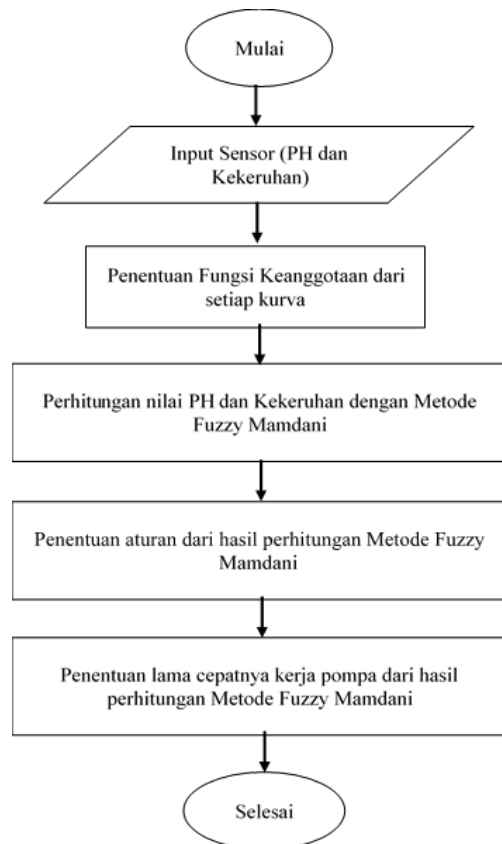 Mulai
Input Sensor (PH dan
Kekeruhan)
Penentuan Fungsi Keanggotaan dari
setiap kurva
Perhitungan nilai PH dan Kekeruhan dengan Metode
Fuzzy Mamdani
Penentuan aturan dari hasil perhitungan Metode Fuzzy
Mamdani
Penentuan lama cepatnya kerja pompa dari hasil
perhitungan Metode Fuzzy Mamdani
Selesai